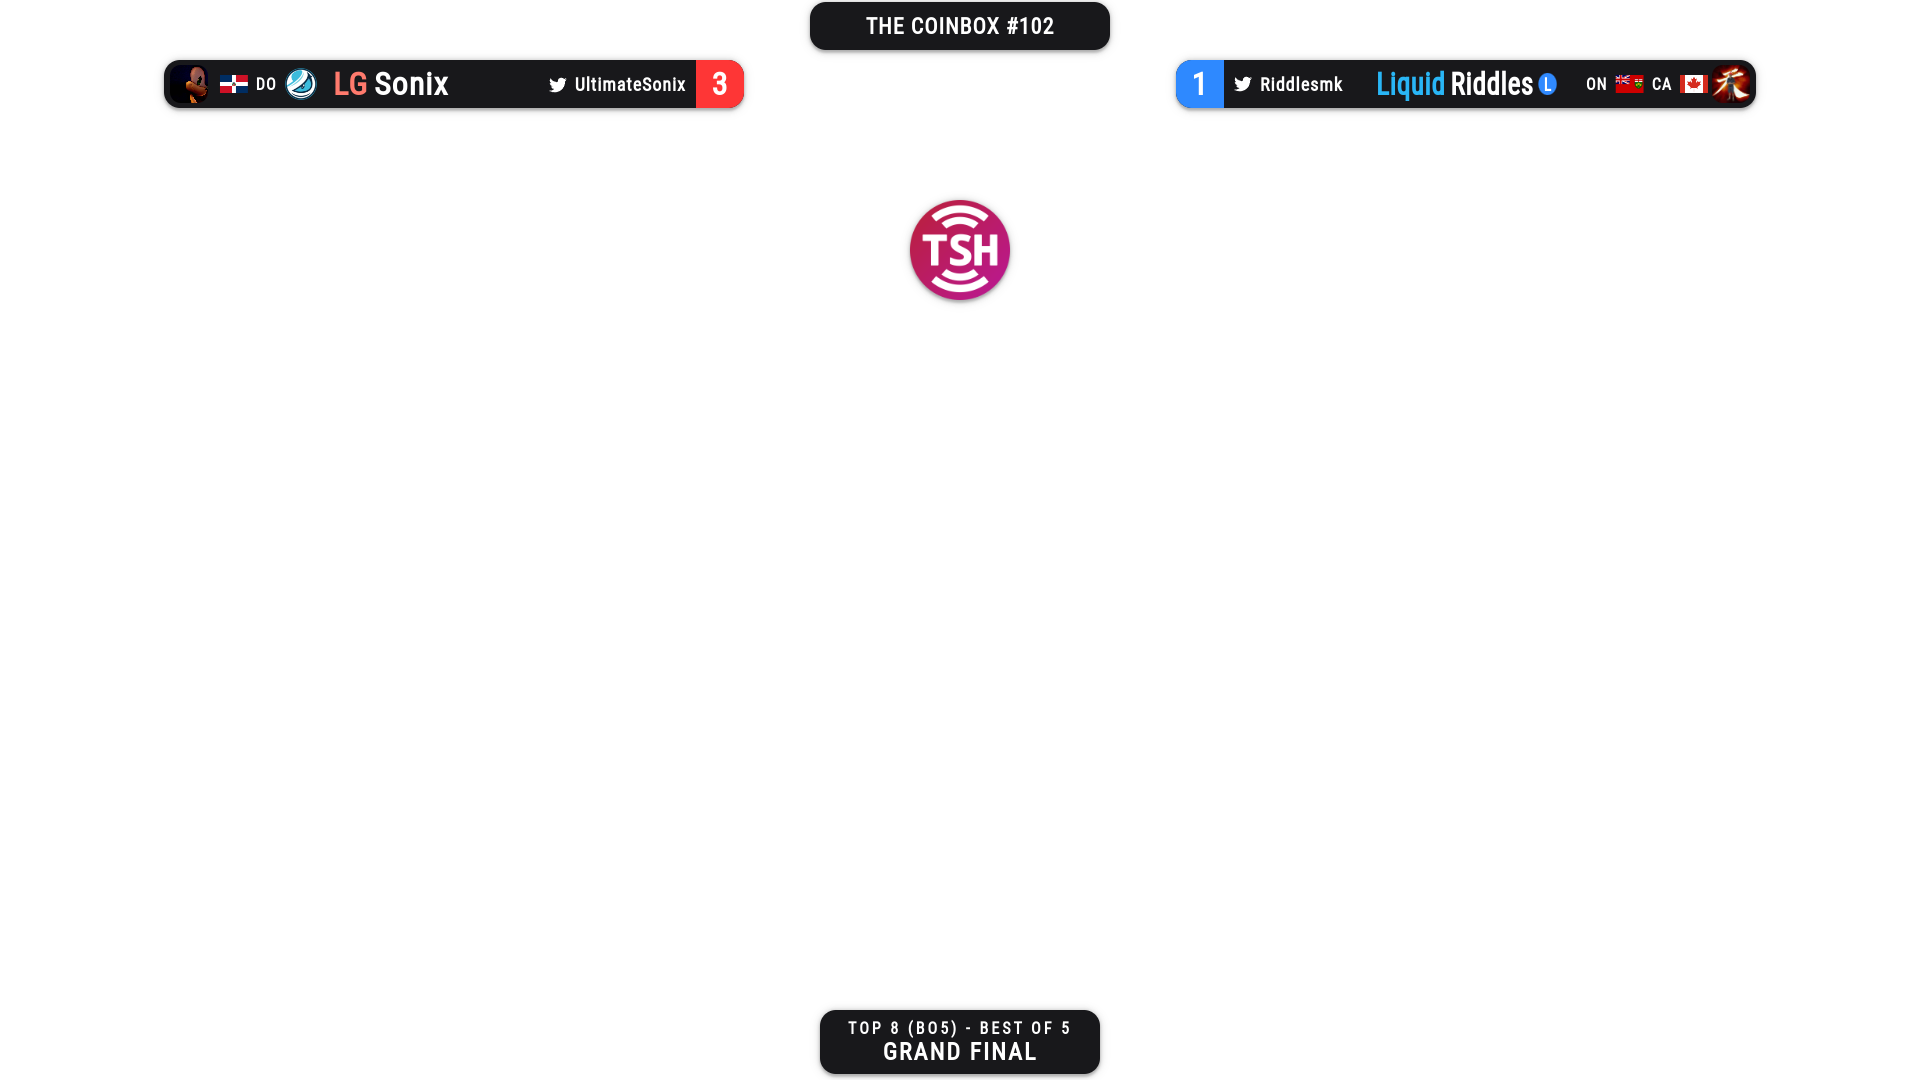 THE COINBOX #102
DO LG Sonix UltimateSonix 3
1 Riddlesmk Liquid Riddles L ON CA
TSH
TOP 8 (BO5) - BEST OF 5
GRAND FINAL